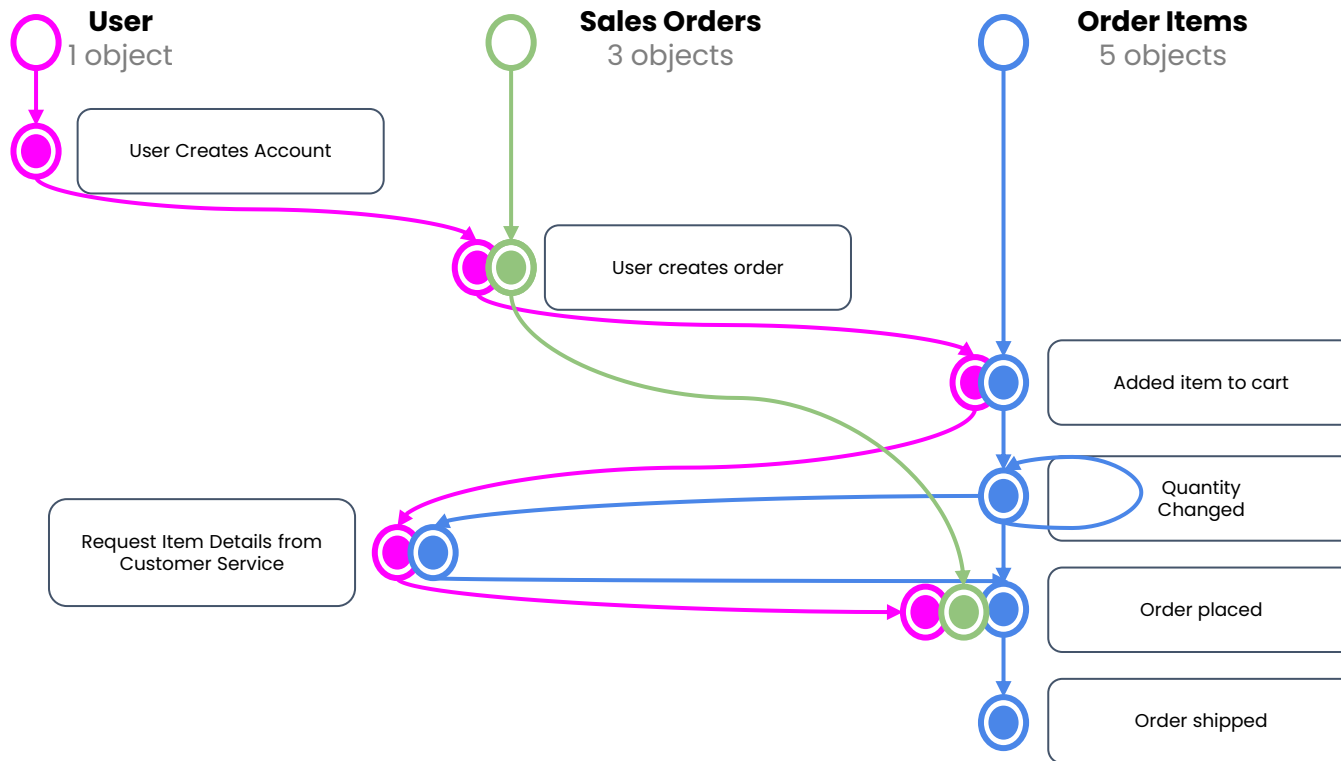 User
1 object
Sales Orders
3 objects
Order Items
5 objects
User Creates Account
User creates order
Added item to cart
Quantity
Changed
Request Item Details from
Customer Service
Order placed
Order shipped